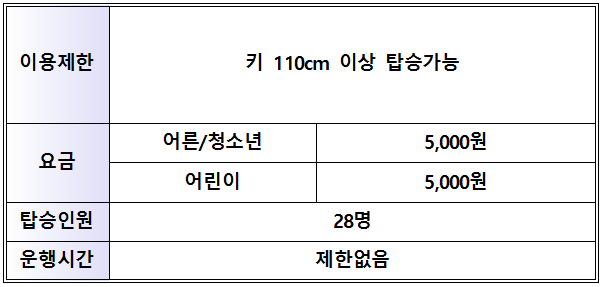 이용제한
키 110cm 이상 탑승가능
요금
어른/청소년
5,000원
어린이
5,000원
탑승인원
28명
운행시간
제한없음